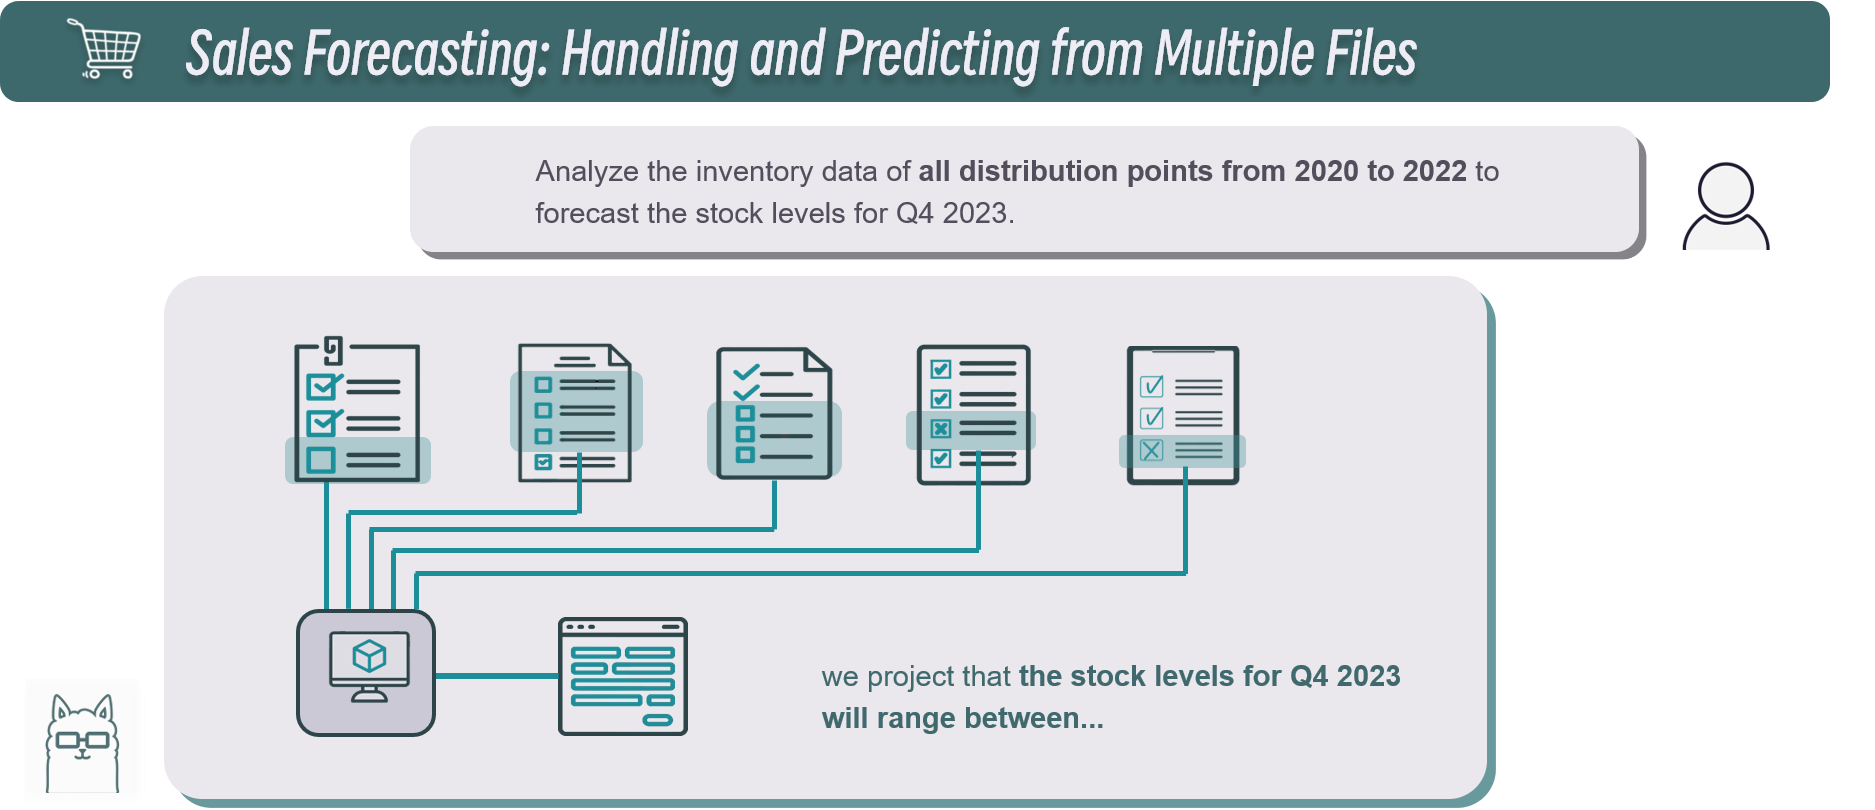 Sales Forecasting: Handling and Predicting from Multiple Files
Analyze the inventory data of all distribution points from 2020 to 2022 to
forecast the stock levels for Q4 2023.
we project that the stock levels for Q4 2023
will range between...